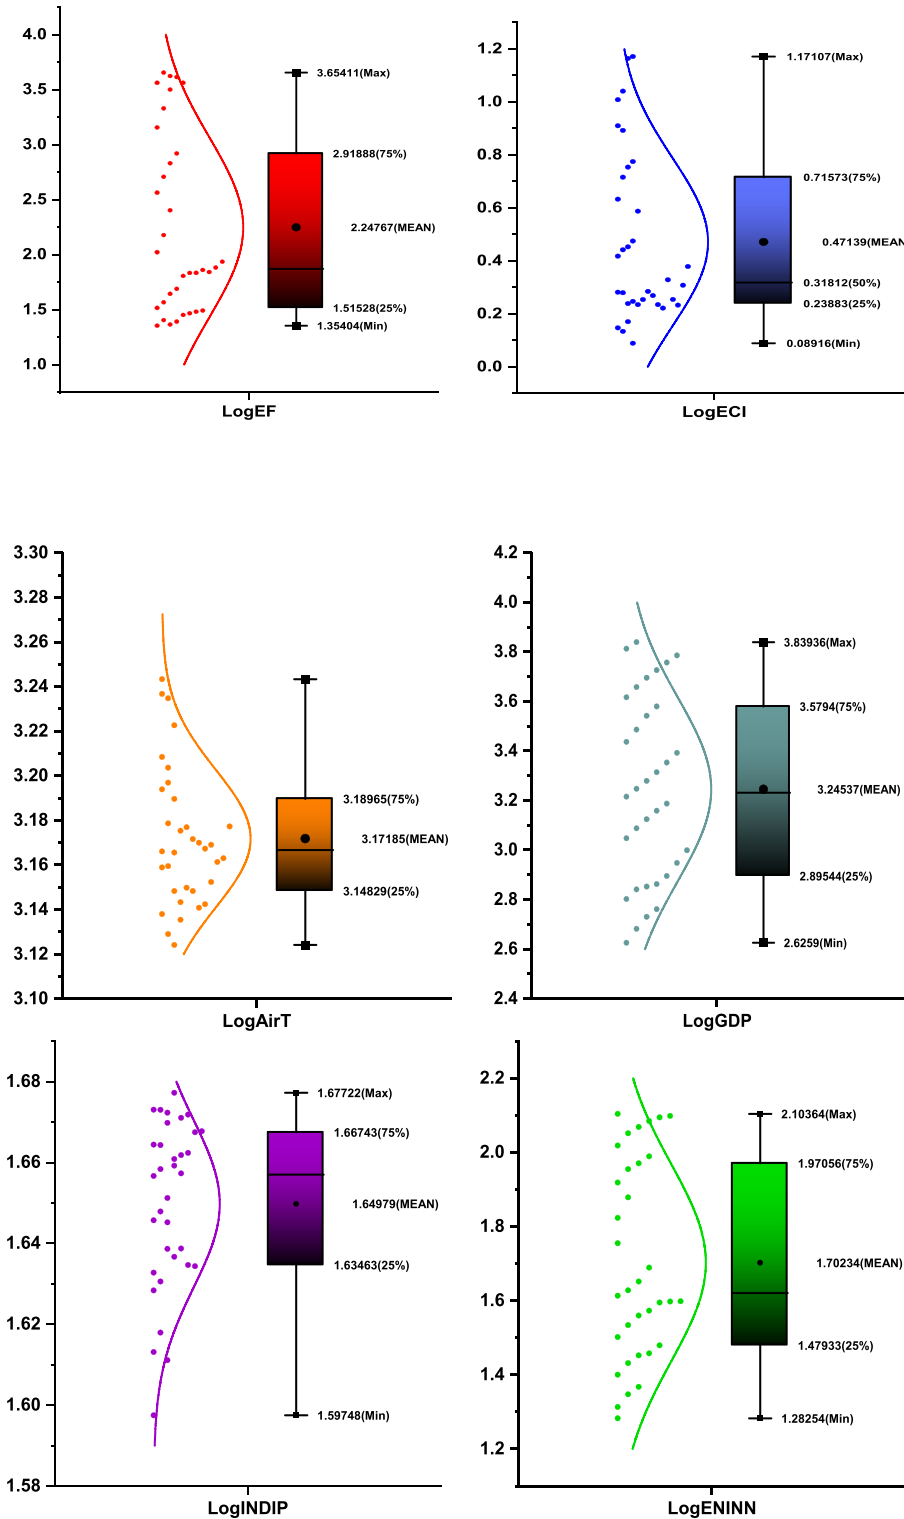 4.0
3.5
3.0
2.5
2.0
1.5
1.0
3.65411(Max)
2.91888(75%)
2.24767(MEAN)
1.51528(25%)
1.35404(Min)
LogEF
1.2
1.0
0.8
0.6
0.4
0.2
0.0
1.17107(Max)
0.71573(75%)
0.47139(MEAN
0.31812(50%)
0.23883(25%)
0.08916(Min)
LogECI
3.30
3.28
3.26
3.24
3.22
3.20
3.18
3.16
3.14
3.12
3.10
3.18965(75%)
3.17185(MEAN)
3.14829(25%)
LogAirT
4.2
4.0
3.8
3.6
3.4
3.2
3.0
2.8
2.6
2.4
3.83936(Max)
3.5794(75%)
3.24537(MEAN)
2.89544(25%)
2.6259(Min)
LogGDP
1.68
1.66
1.64
1.62
1.60
1.58
1.67722(Max)
1.66743(75%)
1.64979(MEAN)
1.63463(25%)
1.59748(Min)
LogINDIP
2.2
2.0
1.8
1.6
1.4
1.2
2.10364(Max)
1.97056(75%)
1.70234(MEAN)
1.47933(25%)
1.28254(Min)
LogENINN